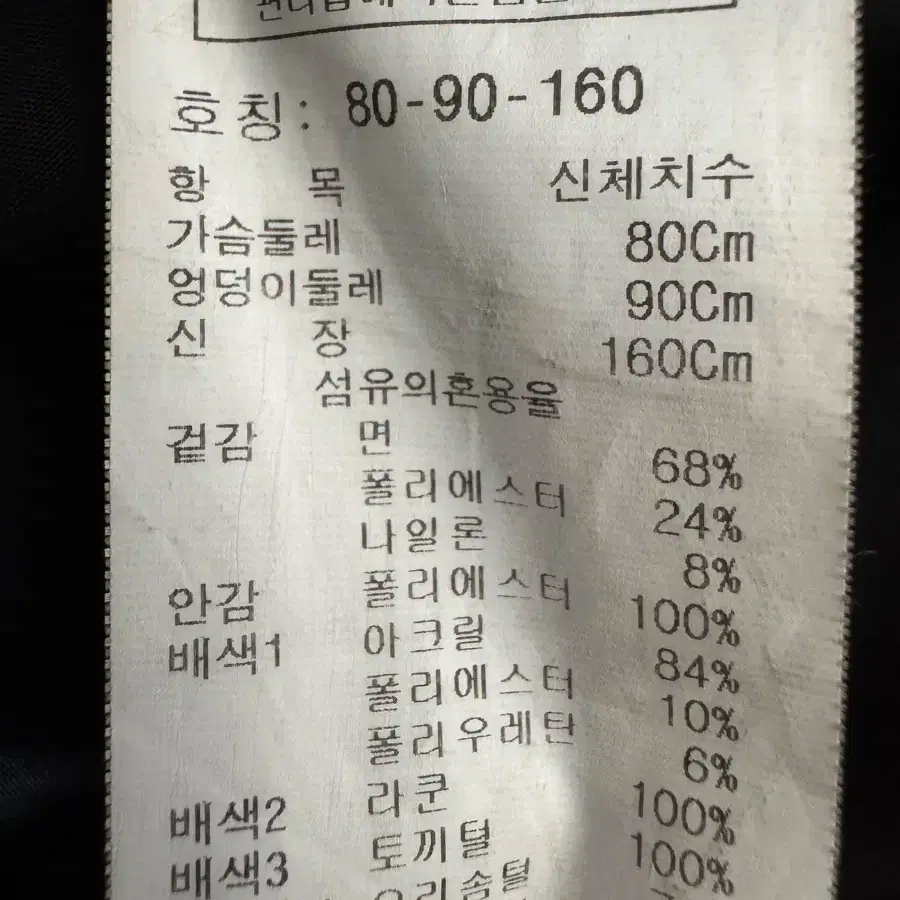 호칭: 80-90-160
항 목 신체치수
가슴둘레 80Cm
엉덩이둘레 90Cm
신 장 160Cm
섬유의혼용율
겉감 면 68%
폴리에스터 24%
나일론 8%
안감 폴리에스터 100%
배색1 아크릴 84%
폴리에스터 10%
폴리우레탄 6%
배색2 라쿤 100%
배색3 토끼털 100%
오리솜털